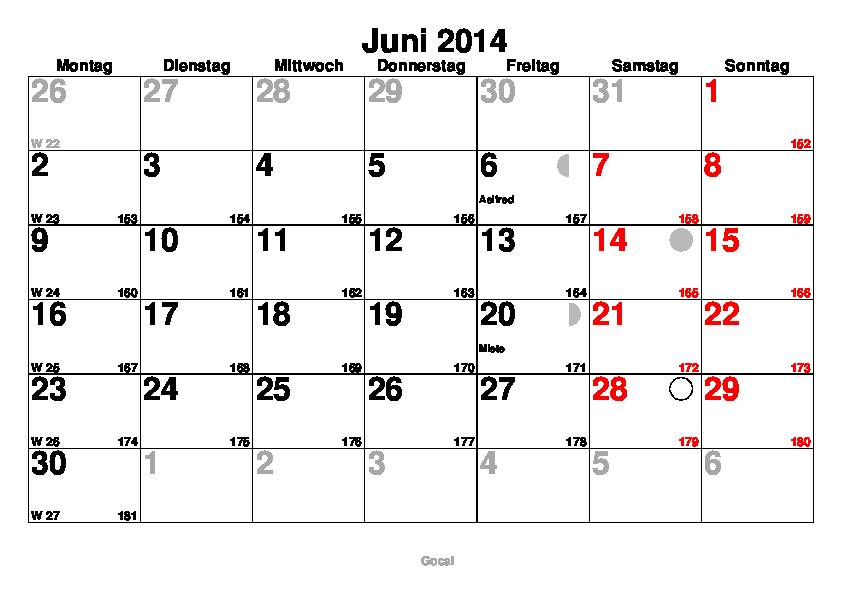 Juni 2014
Montag Dienstag Mittwoch Donnerstag Freitag Samstag Sonntag
26 27 28 29 30 31 1
W 22 152
2 3 4 5 6 7 8
Aelfred
W 23 153 154 155 156 157 158 159
9 10 11 12 13 14 15
W 24 160 161 162 163 164 165 166
16 17 18 19 20 21 22
Miete
W 25 167 168 169 170 171 172 173
23 24 25 26 27 28 29
W 26 174 175 176 177 178 179 180
30 1 2 3 4 5 6
W 27 181
Gocal